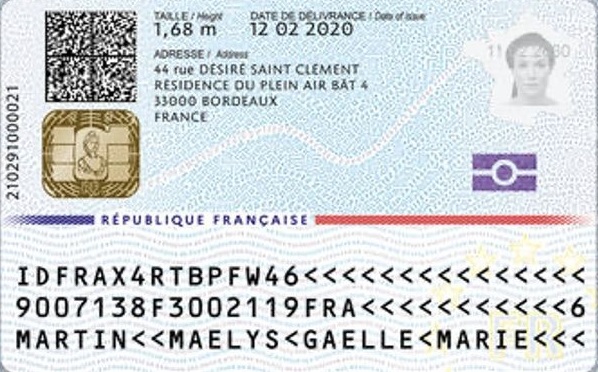 TAILLE / Height
1,68 m
DATE DE DÉLIVRANCE / Date of issue
12 02 2020
ADRESSE / Address
44 rue DÉSIRÉ SAINT CLÉMENT
RÉSIDENCE DU PLEIN AIR BÂT 4
33000 BORDEAUX
FRANCE
210291000021
RÉPUBLIQUE FRANÇAISE
IDFRAX4RTBPFW46<<<<<<<<<<<<<<<
9007138F3002119FRA<<<<<<<<<<<6
MARTIN<<MAELYS<GAELLE<MARIE<<<